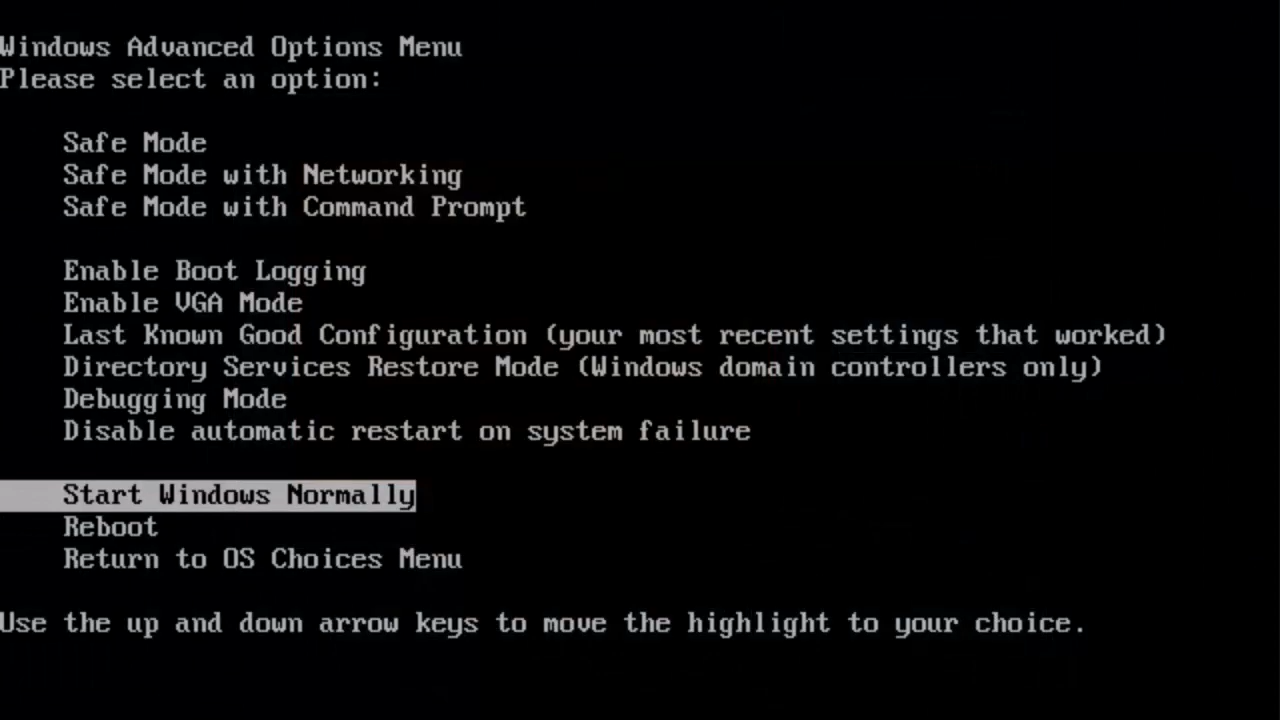 Windows Advanced Options Menu
Please select an option:
Safe Mode
Safe Mode with Networking
Safe Mode with Command Prompt
Enable Boot Logging
Enable VGA Mode
Last Known Good Configuration (your most recent settings that worked)
Directory Services Restore Mode (Windows domain controllers only)
Debugging Mode
Disable automatic restart on system failure
Start Windows Normally
Reboot
Return to OS Choices Menu
Use the up and down arrow keys to move the highlight to your choice.